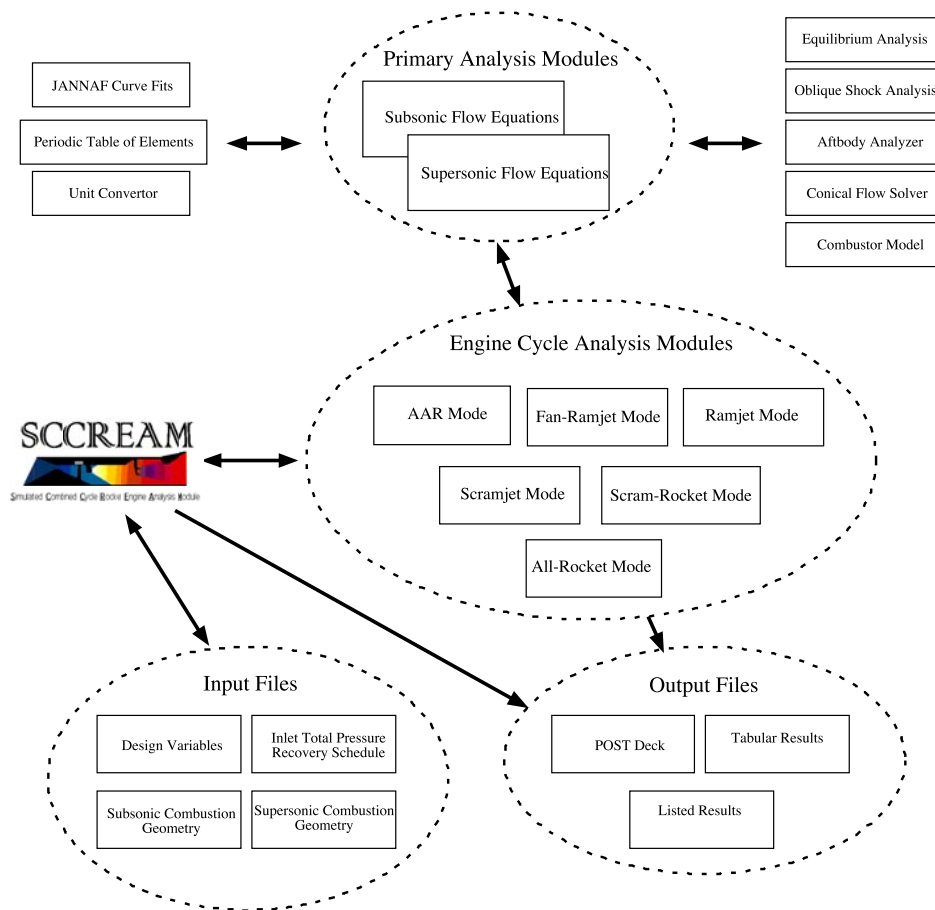 Primary Analysis Modules
Subsonic Flow Equations
Supersonic Flow Equations
JANNAF Curve Fits
Periodic Table of Elements
Unit Convertor
Equilibrium Analysis
Oblique Shock Analysis
Aftbody Analyzer
Conical Flow Solver
Combustor Model
Engine Cycle Analysis Modules
AAR Mode
Fan-Ramjet Mode
Ramjet Mode
Scramjet Mode
Scram-Rocket Mode
All-Rocket Mode
SCCREAM
Simulated Combined Cycle Rocke Engine Analysis Module
Input Files
Design Variables
Inlet Total Pressure
Recovery Schedule
Subsonic Combustion
Geometry
Supersonic Combustion
Geometry
Output Files
POST Deck
Tabular Results
Listed Results